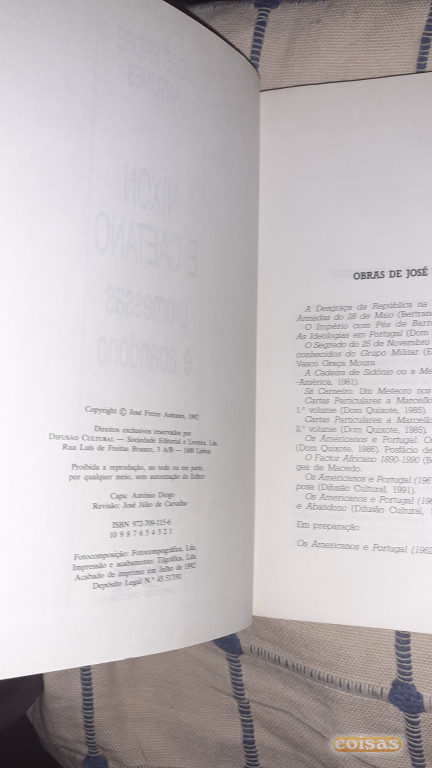 Copyright © José Freire Antunes, 1992
Direitos exclusivos reservados por
DIFUSÃO CULTURAL — Sociedade Editorial e Livreira, Lda.
Rua Luís de Freitas Branco, 3 A/B — 1600 Lisboa
Proibida a reprodução, no todo ou em parte,
por qualquer meio, sem autorização do Editor
Capa: António Diogo
Revisão: José Júlio de Carvalho
ISBN 972-709-115-6
10 9 8 7 6 5 4 3 2 1
Fotocomposição: Fotocompográfica, Lda.
Impressão e acabamento: Tilgráfica, Lda.
Acabado de imprimir em Julho de 1992
Depósito Legal N.º
NIXON
E CAETANO
promessas
e abandono
OBRAS DE JOSÉ
A Desgraça da República na
Armadas do 28 de Maio (Bertran
O Império com Pés de Barro
As Ideologias em Portugal (Dom
O Segredo do 25 de Novembro
conhecidos do Grupo Militar (E
Vasco Graça Moura.
A Cadeira de Sidónio ou a Me
-América, 1981).
Sá Carneiro: Um Meteoro nos
Cartas Particulares a Marcello
1.º volume (Dom Quixote, 1985).
Cartas Particulares a Marcello
2.º volume (Dom Quixote, 1985).
Os Americanos e Portugal:
(Dom Quixote, 1986). Posfácio de
O Factor Africano 1890-1990 (B
ges de Macedo.
Os Americanos e Portugal (196
posa (Difusão Cultural, 1991).
Os Americanos e Portugal (196
e Abandono (Difusão Cultural, 1
Em preparação:
Os Americanos e Portugal (1962
coisas